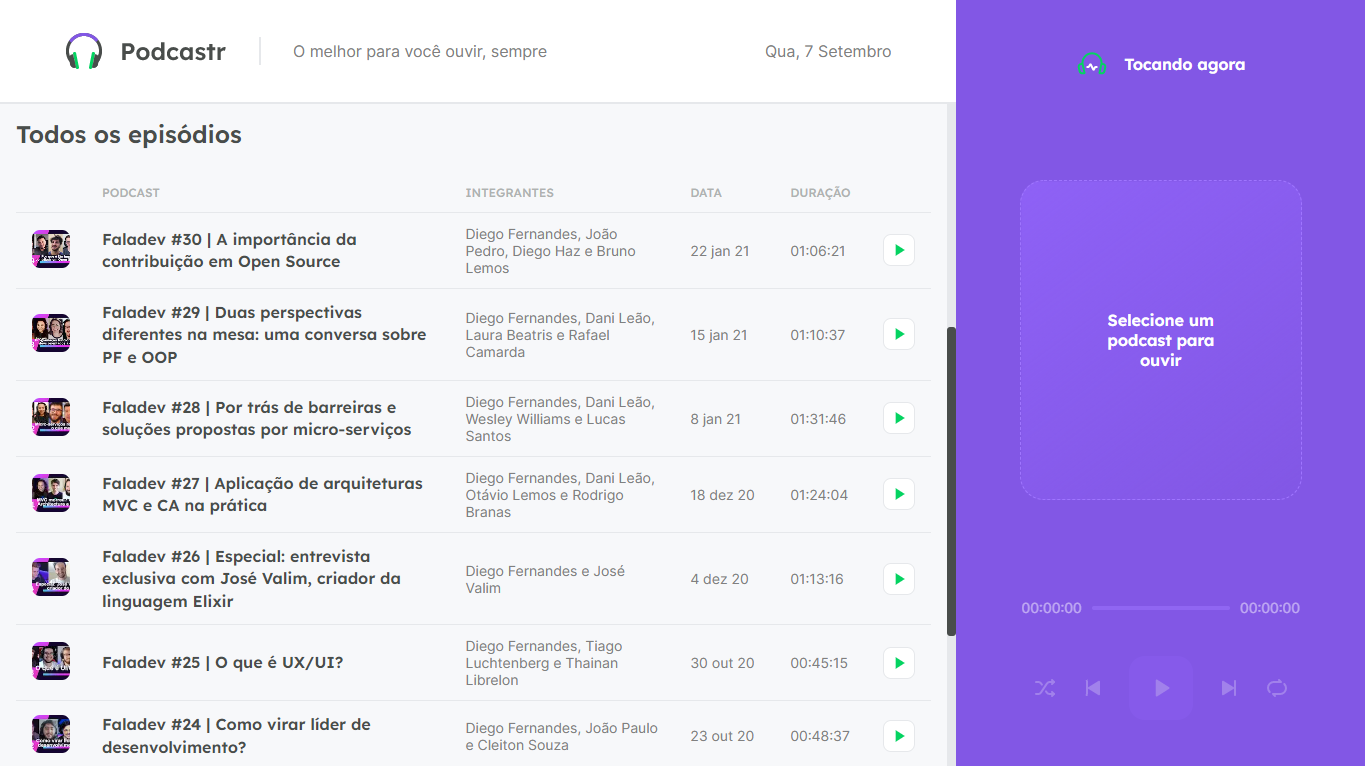 Podcastr
O melhor para você ouvir, sempre
Qua, 7 Setembro
Tocando agora
Todos os episódios
PODCAST INTEGRANTES DATA DURAÇÃO
Faladev #30 | A importância da
contribuição em Open Source
Diego Fernandes, João
Pedro, Diego Haz e Bruno
Lemos
22 jan 21
01:06:21
Faladev #29 | Duas perspectivas
diferentes na mesa: uma conversa sobre
PF e OOP
Diego Fernandes, Dani Leão,
Laura Beatris e Rafael
Camarda
15 jan 21
01:10:37
Faladev #28 | Por trás de barreiras e
soluções propostas por micro-serviços
Diego Fernandes, Dani Leão,
Wesley Williams e Lucas
Santos
8 jan 21
01:31:46
Faladev #27 | Aplicação de arquiteturas
MVC e CA na prática
Diego Fernandes, Dani Leão,
Otávio Lemos e Rodrigo
Branas
18 dez 20
01:24:04
Faladev #26 | Especial: entrevista
exclusiva com José Valim, criador da
linguagem Elixir
Diego Fernandes e José
Valim
4 dez 20
01:13:16
Faladev #25 | O que é UX/UI?
Diego Fernandes, Tiago
Luchtenberg e Thainan
Librelon
30 out 20
00:45:15
Faladev #24 | Como virar líder de
desenvolvimento?
Diego Fernandes, João Paulo
e Cleiton Souza
23 out 20
00:48:37
Selecione um
podcast para
ouvir
00:00:00 00:00:00